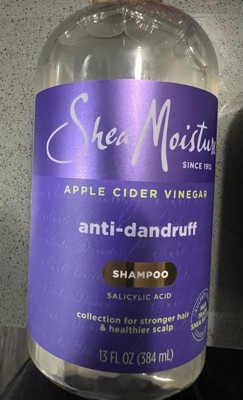 SheaMoistur
SINCE 1912
APPLE CIDER VINEGAR
anti-dandruff
SHAMPOO
SALICYLIC ACID
collection for stronger hair
& healthier scalp
13 FL OZ (384 mL)